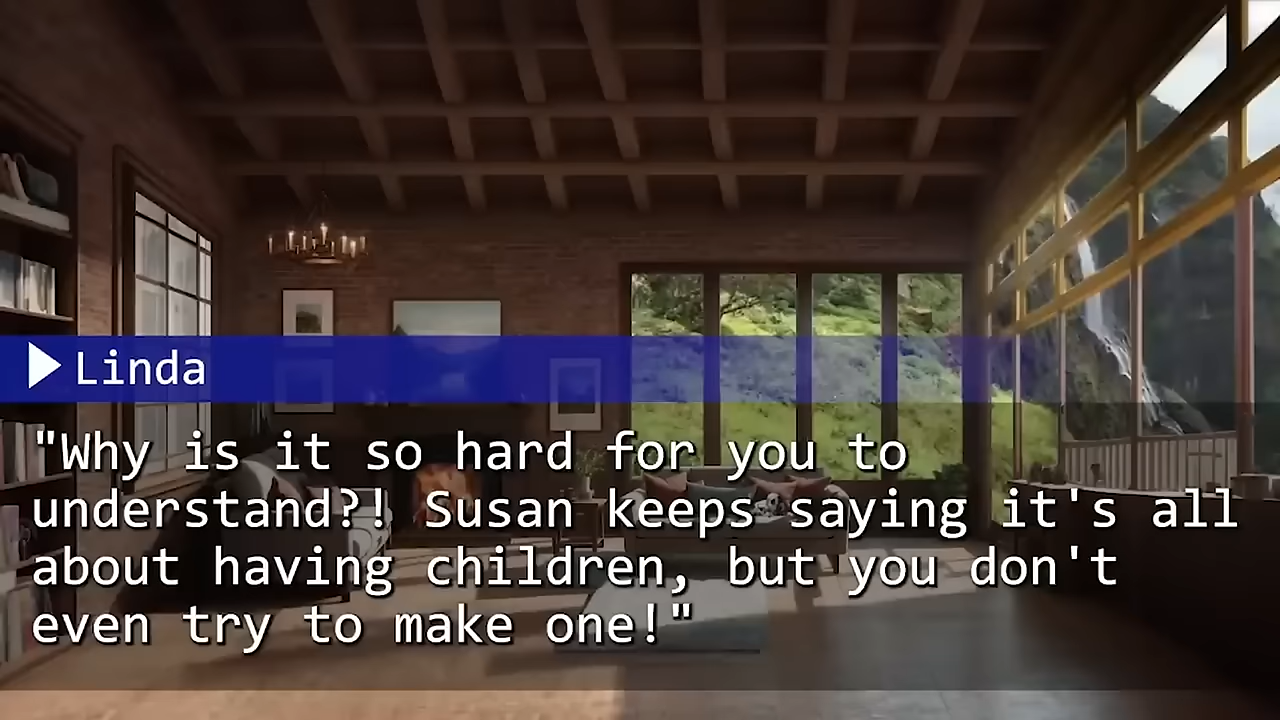 Linda
"Why is it so hard for you to
understand?! Susan keeps saying it's all
about having children, but you don't
even try to make one!"